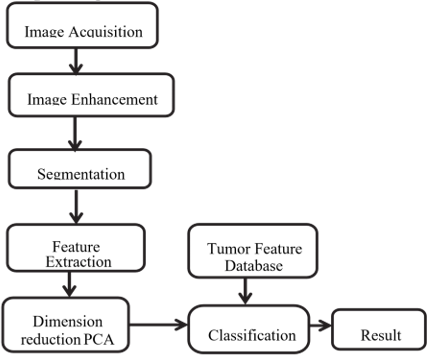 Image Acquisition
Image Enhancement
Segmentation
Feature
Extraction
Tumor Feature
Database
Dimension
reduction PCA
Classification
Result